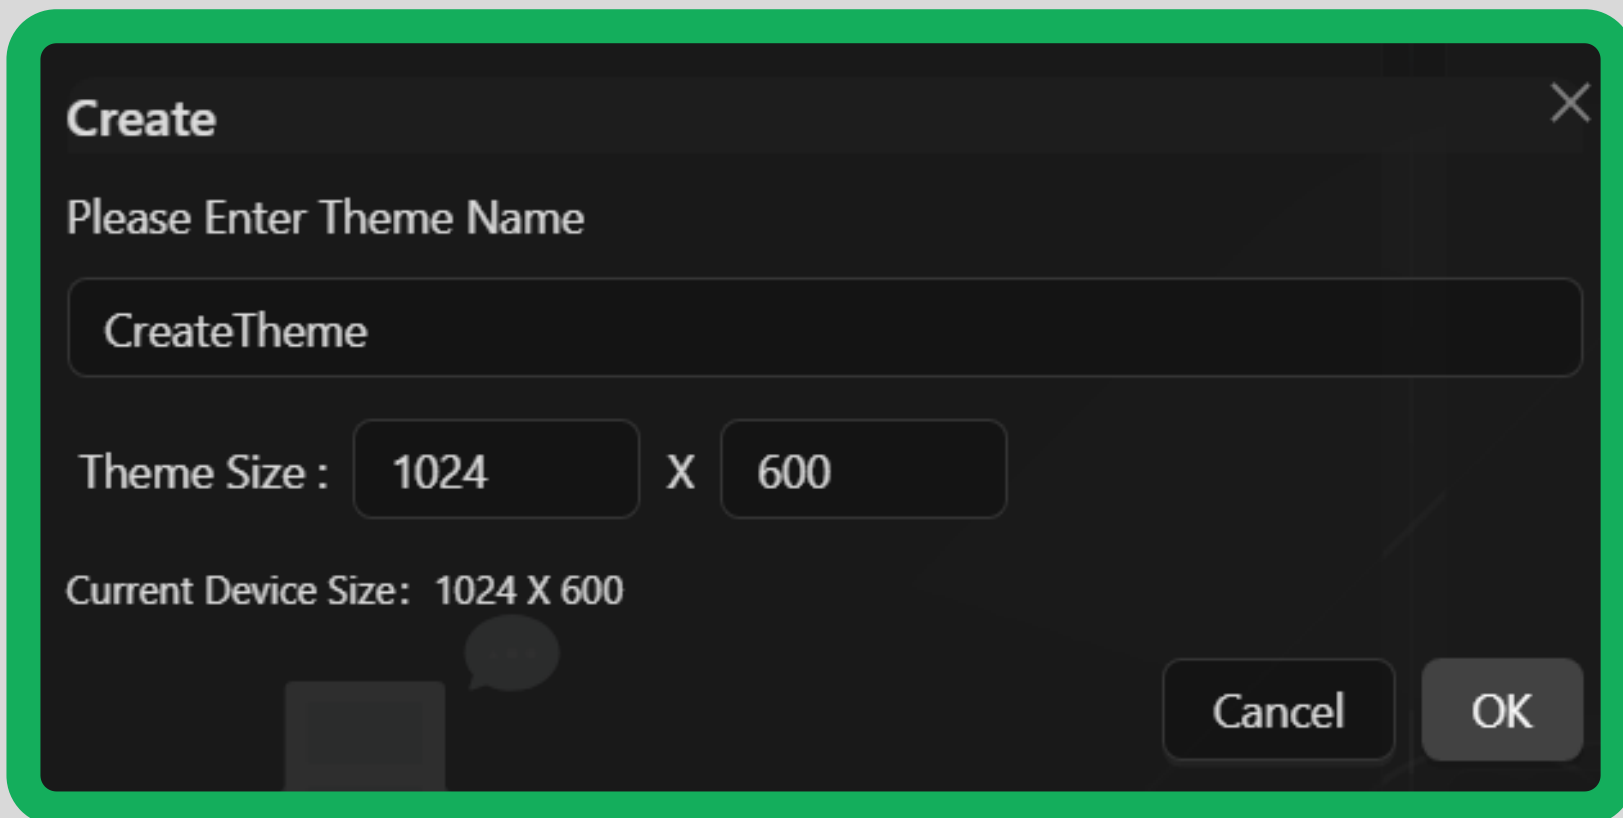 Create
Please Enter Theme Name
CreateTheme
Theme Size : 1024 X 600
Current Device Size: 1024 X 600
Cancel OK